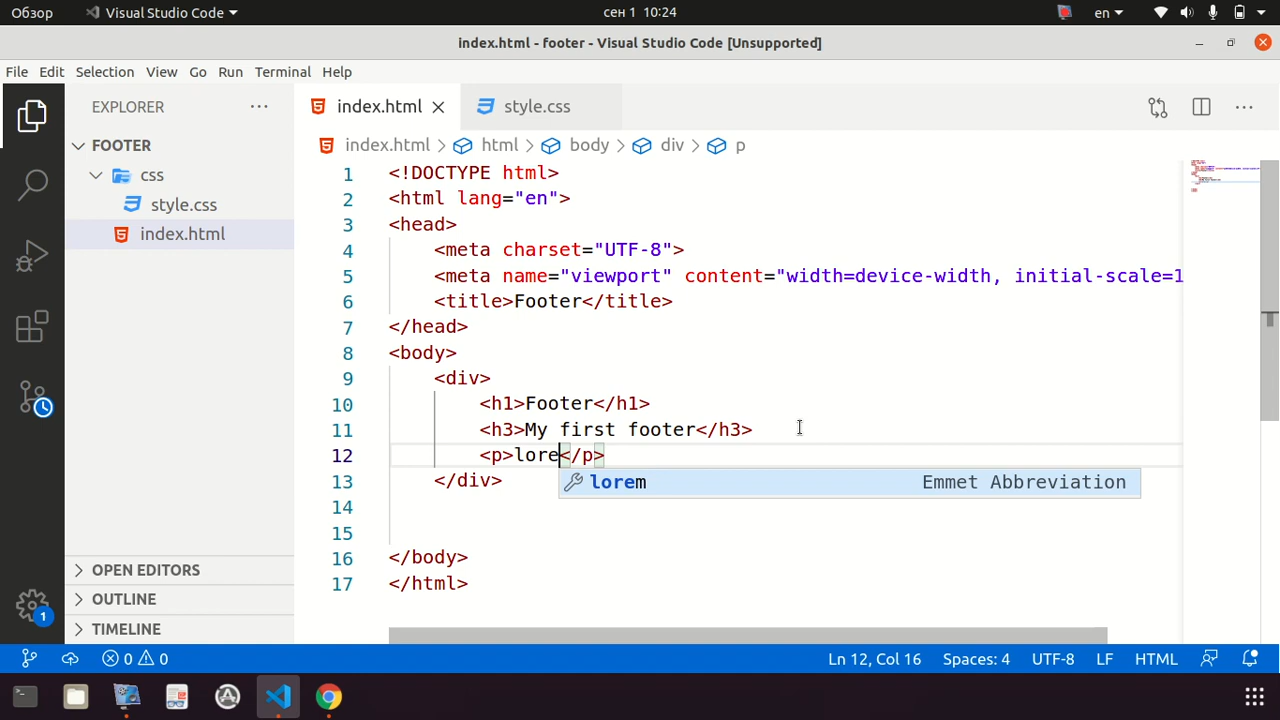 Обзор Visual Studio Code сен 1 10:24 en
index.html - footer - Visual Studio Code [Unsupported]
File Edit Selection View Go Run Terminal Help
EXPLORER index.html style.css
FOOTER index.html html body div p
css
style.css
index.html
1 <!DOCTYPE html>
2 <html lang="en">
3 <head>
4 <meta charset="UTF-8">
5 <meta name="viewport" content="width=device-width, initial-scale=1
6 <title>Footer</title>
7 </head>
8 <body>
9 <div>
10 <h1>Footer</h1>
11 <h3>My first footer</h3>
12 <p>lore</p>
lorem Emmet Abbreviation
13 </div>
14
15
16 </body>
17 </html>
OPEN EDITORS
OUTLINE
TIMELINE
1
0 0 Ln 12, Col 16 Spaces: 4 UTF-8 LF HTML